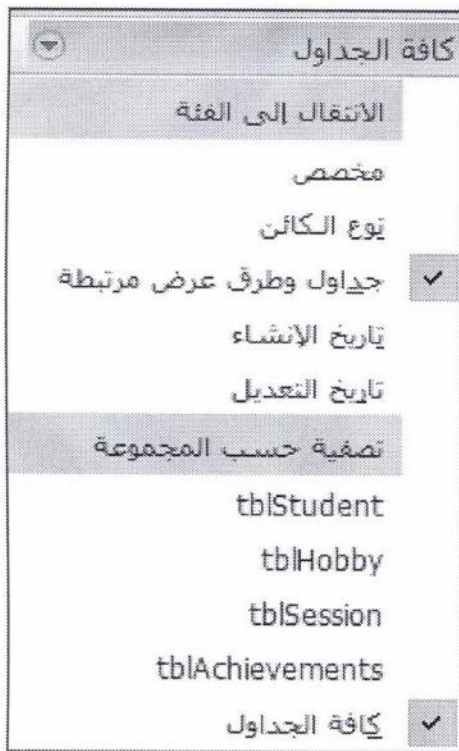 كافة الجداول
الانتقال إلى الفئة
مخصص
نوع الكائن
جداول وطرق عرض مرتبطة
تاريخ الإنشاء
تاريخ التعديل
تصفية حسب المجموعة
tblStudent
tblHobby
tblSession
tblAchievements
كافة الجداول